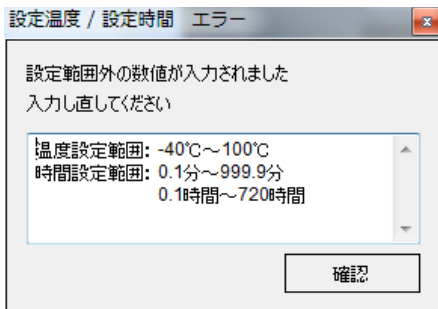 設定温度 / 設定時間 エラー
設定範囲外の数値が入力されました
入力し直してください
温度設定範囲: -40℃～100℃
時間設定範囲: 0.1分～999.9分
0.1時間～720時間
確認